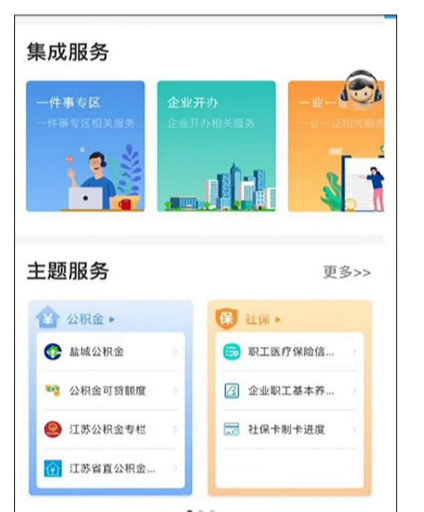 集成服务
一件事专区
一件事专区相关服务
企业开办
企业开办相关服务
一业一证
一业一证相关服务
主题服务
更多>>
¥ 公积金
盐城公积金
公积金可贷额度
江苏公积金专栏
江苏省直公积金...
保 社保
职工医疗保险信...
企业职工基本养...
社保卡制卡进度